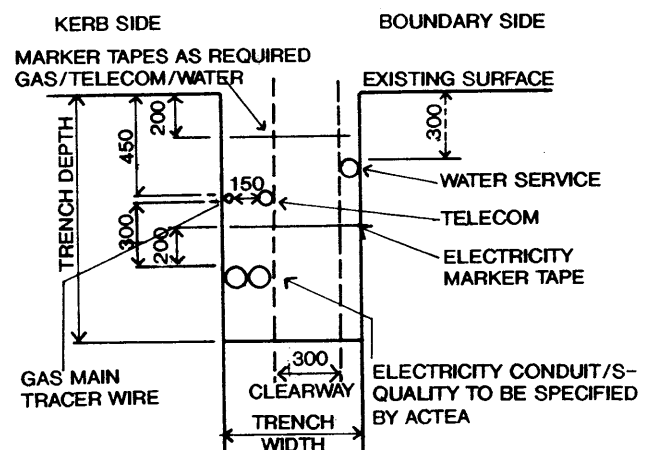 KERB SIDE
BOUNDARY SIDE
MARKER TAPES AS REQUIRED
GAS/TELECOM/WATER
EXISTING SURFACE
200
300
450
TRENCH DEPTH
150
WATER SERVICE
TELECOM
300
200
ELECTRICITY
MARKER TAPE
300
GAS MAIN
TRACER WIRE
CLEARWAY
ELECTRICITY CONDUIT/S-
QUALITY TO BE SPECIFIED
BY ACTEA
TRENCH
WIDTH